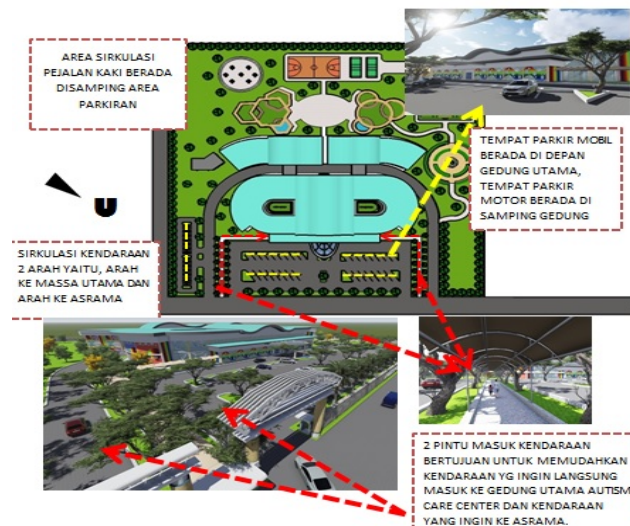 AREA SIRKULASI
PEJALAN KAKI BERADA
DISAMPING AREA
PARKIRAN
TEMPAT PARKIR MOBIL
BERADA DI DEPAN
GEDUNG UTAMA,
TEMPAT PARKIR
MOTOR BERADA DI
SAMPING GEDUNG
U
SIRKULASI KENDARAAN
2 ARAH YAITU, ARAH
KE MASSA UTAMA DAN
ARAH KE ASRAMA
2 PINTU MASUK KENDARAAN
BERTUJUAN UNTUK MEMUDAHKAN
KENDARAAN YG INGIN LANGSUNG
MASUK KE GEDUNG UTAMA AUTISM
CARE CENTER DAN KENDARAAN
YANG INGIN KE ASRAMA.